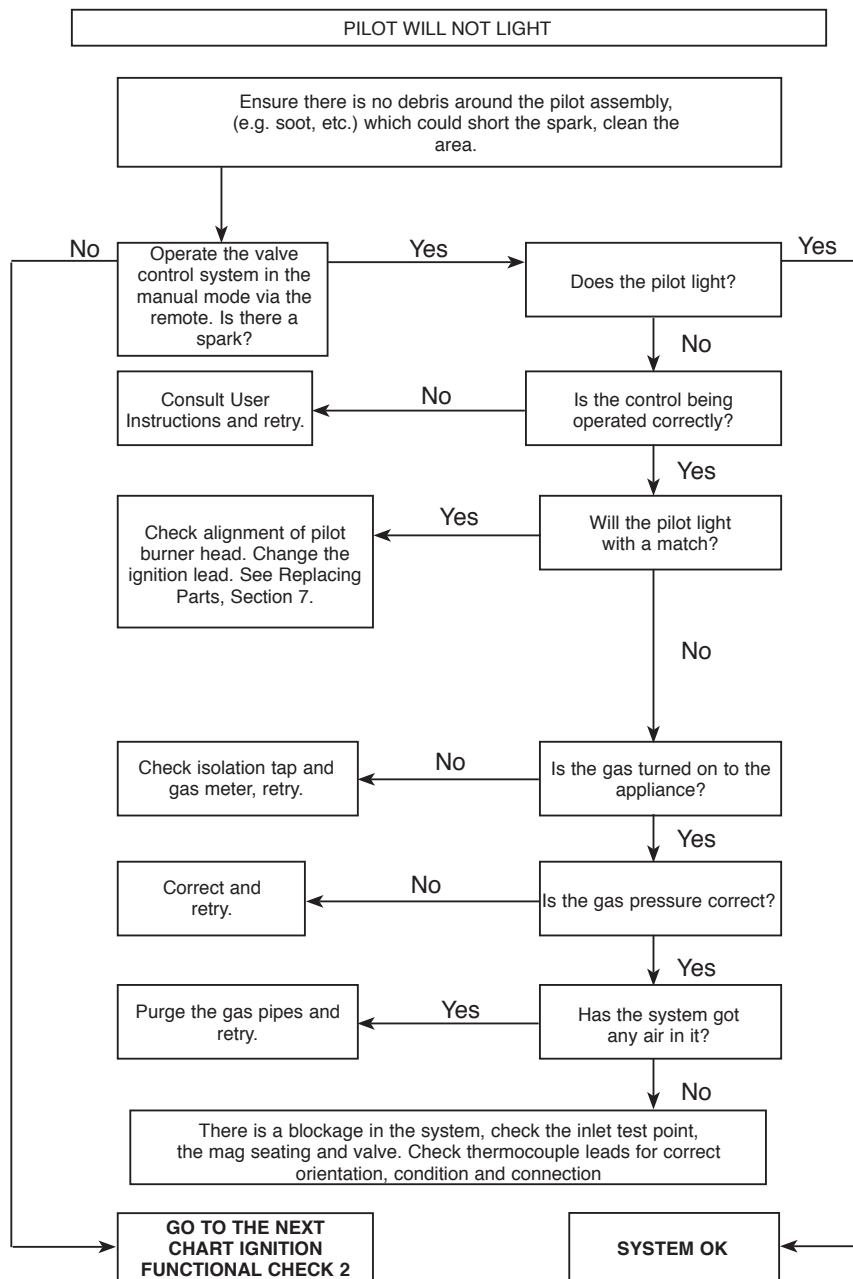 PILOT WILL NOT LIGHT
Ensure there is no debris around the pilot assembly,
(e.g. soot, etc.) which could short the spark, clean the
area.
No
Operate the valve
control system in the
manual mode via the
remote. Is there a
spark?
Yes
Does the pilot light?
Yes
No
Consult User
Instructions and retry.
No
Is the control being
operated correctly?
Yes
Check alignment of pilot
burner head. Change the
ignition lead. See Replacing
Parts, Section 7.
Yes
Will the pilot light
with a match?
No
Check isolation tap and
gas meter, retry.
No
Is the gas turned on to the
appliance?
Yes
Correct and
retry.
No
Is the gas pressure correct?
Yes
Purge the gas pipes and
retry.
Yes
Has the system got
any air in it?
No
There is a blockage in the system, check the inlet test point,
the mag seating and valve. Check thermocouple leads for correct
orientation, condition and connection
GO TO THE NEXT
CHART IGNITION
FUNCTIONAL CHECK 2
SYSTEM OK